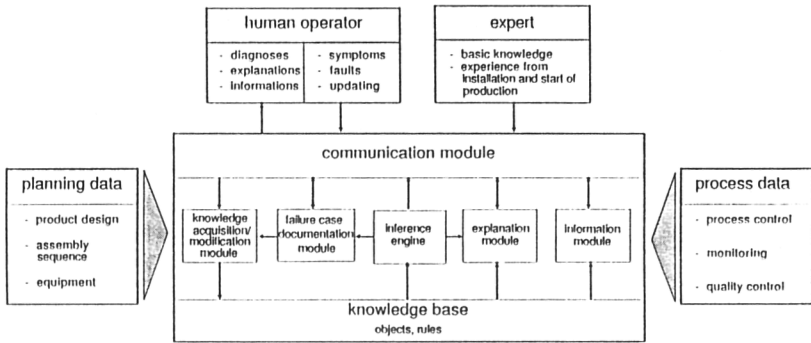 human operator
- diagnoses
- explanations
- informations
- symptoms
- faults
- updating
expert
- basic knowledge
- experience from
installation and start of
production
communication module
planning data
- product design
- assembly
sequence
- equipment
knowledge
acquisition/
modification
module
failure case
documentation
module
inference
engine
explanation
module
information
module
process data
- process control
- monitoring
- quality control
knowledge base
objects, rules